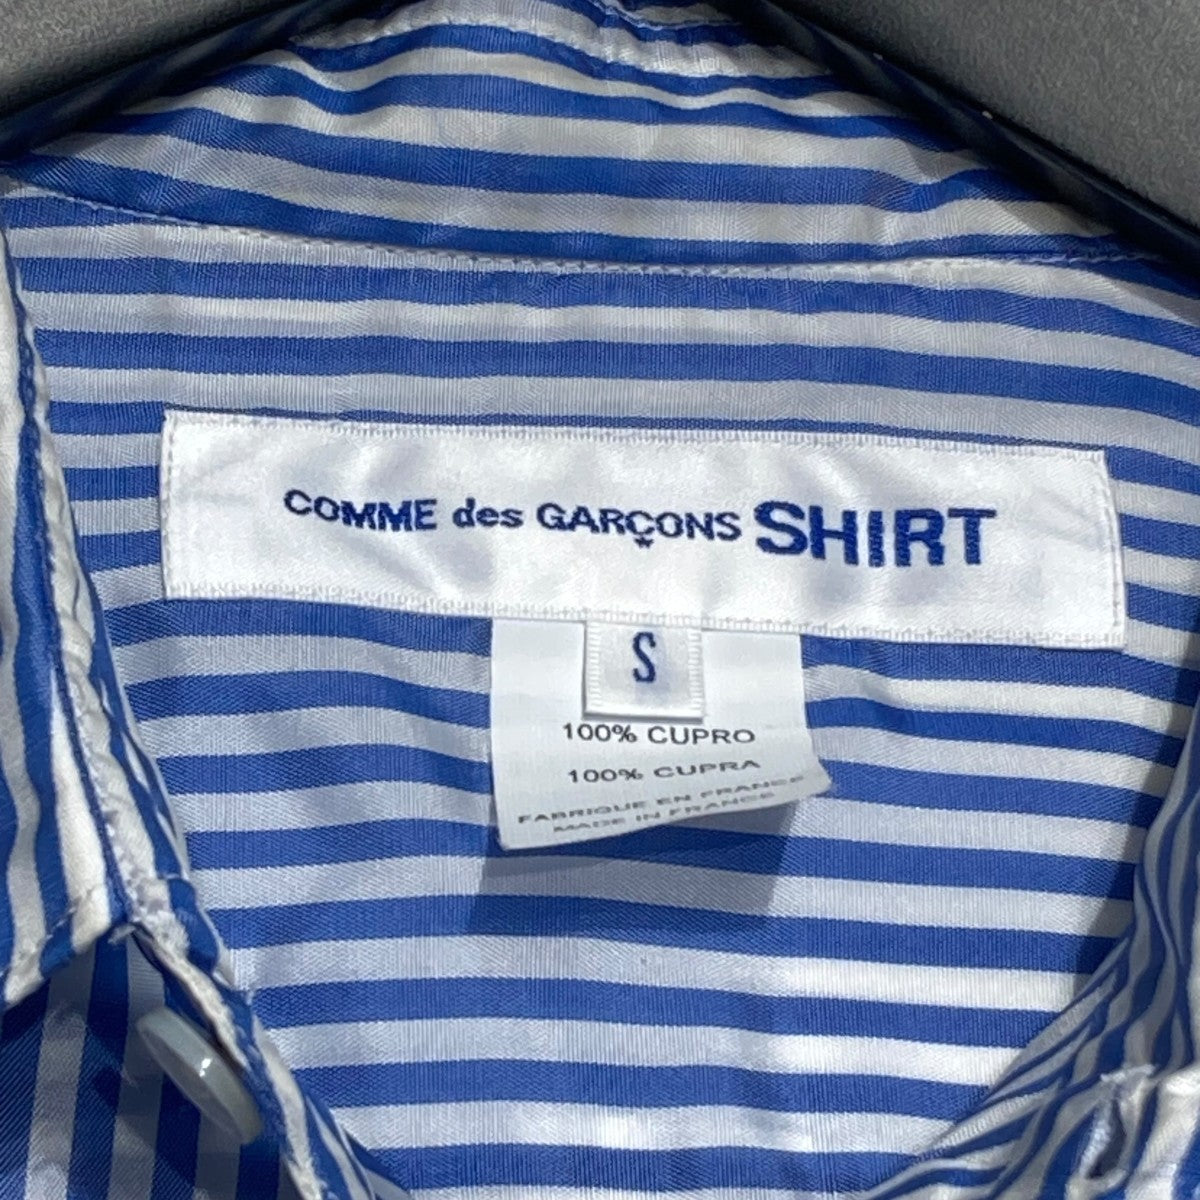 COMME des GARÇONS SHIRT
S
100% CUPRO
100% CUPRA
FABRIQUE EN FRANCE
MADE IN FRANCE